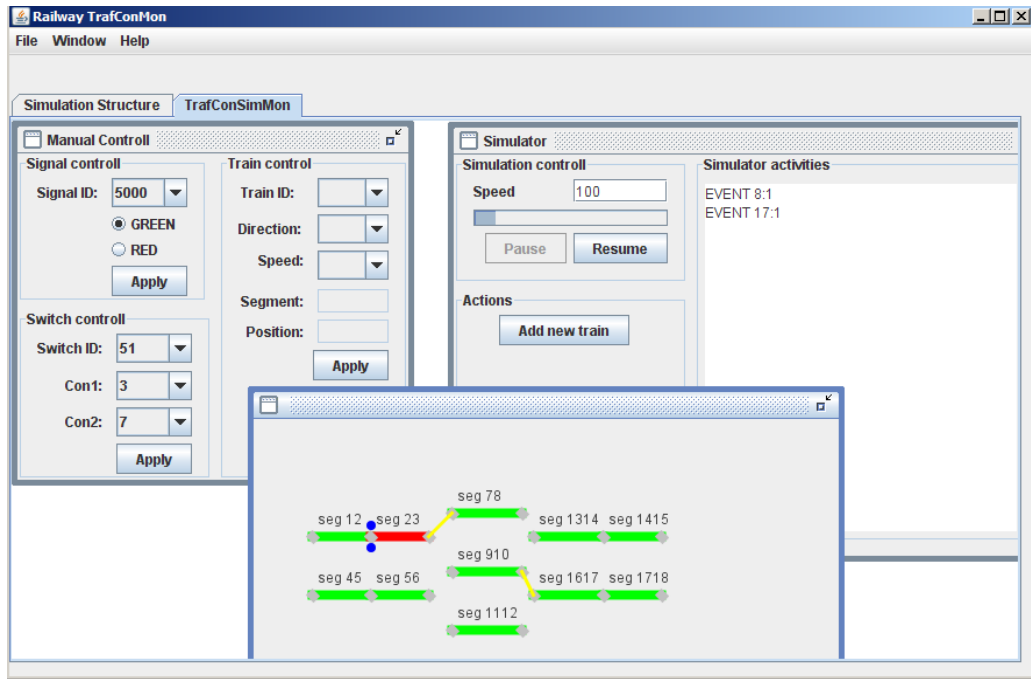 Railway TrafConMon
File Window Help
Simulation Structure TrafConSimMon
Manual Controll
Signal controll
Signal ID: 5000
GREEN
RED
Apply
Switch controll
Switch ID: 51
Con1: 3
Con2: 7
Apply
Train control
Train ID:
Direction:
Speed:
Segment:
Position:
Apply
Simulator
Simulation controll
Speed 100
Pause Resume
Actions
Add new train
Simulator activities
EVENT 8:1
EVENT 17:1
seg 78
seg 12 seg 23 seg 1314 seg 1415
seg 910
seg 45 seg 56 seg 1617 seg 1718
seg 1112